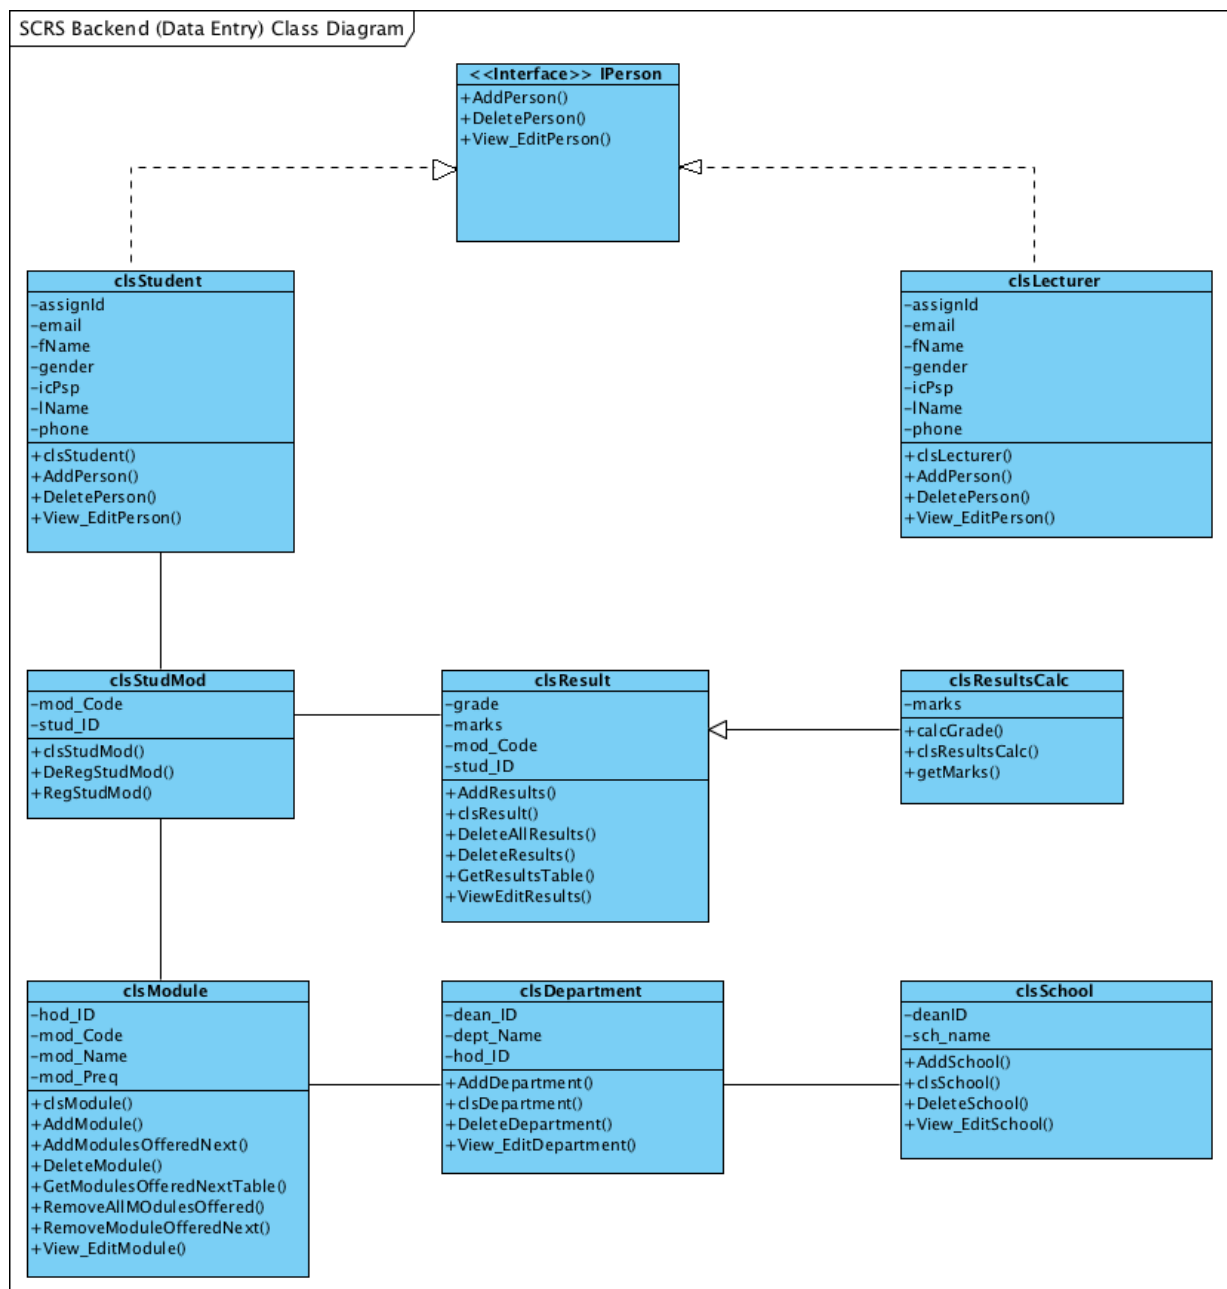 SCRS Backend (Data Entry) Class Diagram
<<Interface>> IPerson
+AddPerson()
+DeletePerson()
+View_EditPerson()
clsStudent
-assignId
-email
-fName
-gender
-icPsp
-lName
-phone
+clsStudent()
+AddPerson()
+DeletePerson()
+View_EditPerson()
clsLecturer
-assignId
-email
-fName
-gender
-icPsp
-lName
-phone
+clsLecturer()
+AddPerson()
+DeletePerson()
+View_EditPerson()
clsStudMod
-mod_Code
-stud_ID
+clsStudMod()
+DeRegStudMod()
+RegStudMod()
clsResult
-grade
-marks
-mod_Code
-stud_ID
+AddResults()
+clsResult()
+DeleteAllResults()
+DeleteResults()
+GetResultsTable()
+ViewEditResults()
clsResultsCalc
-marks
+calcGrade()
+clsResultsCalc()
+getMarks()
clsModule
-hod_ID
-mod_Code
-mod_Name
-mod_Preq
+clsModule()
+AddModule()
+AddModulesOfferedNext()
+DeleteModule()
+GetModulesOfferedNextTable()
+RemoveAllMOdulesOffered()
+RemoveModuleOfferedNext()
+View_EditModule()
clsDepartment
-dean_ID
-dept_Name
-hod_ID
+AddDepartment()
+clsDepartment()
+DeleteDepartment()
+View_EditDepartment()
clsSchool
-deanID
-sch_name
+AddSchool()
+clsSchool()
+DeleteSchool()
+View_EditSchool()